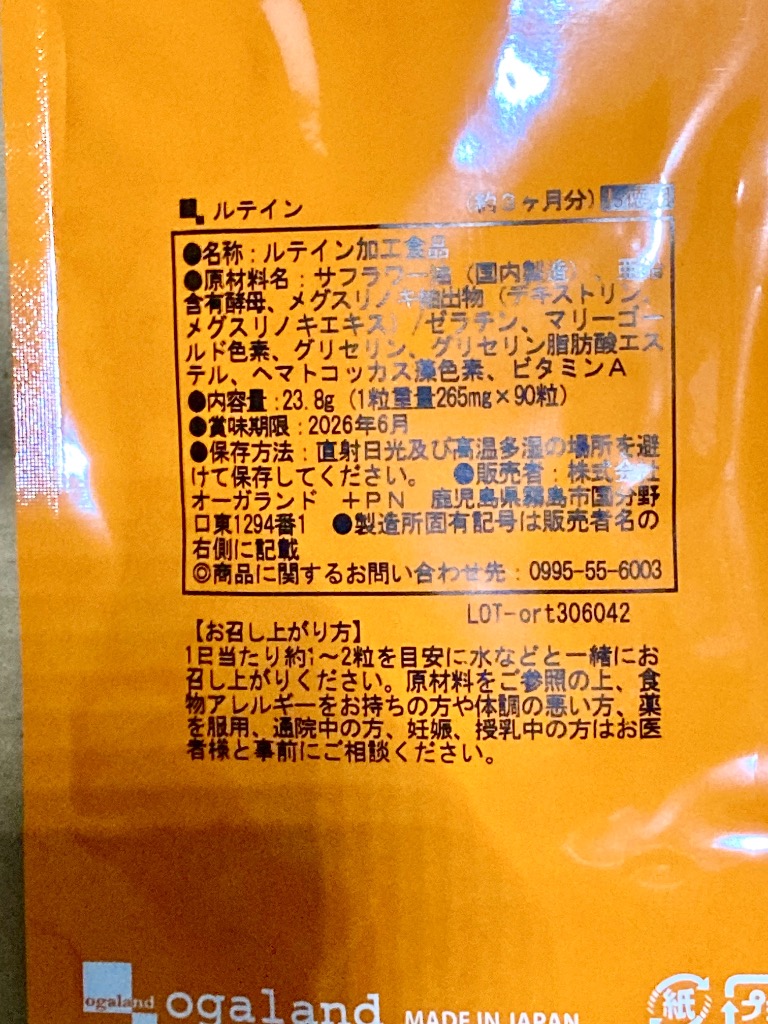 ルテイン (約3ヶ月分)
●名称：ルテイン加工食品
●原材料名：サフラワー油（国内製造）、亜鉛
含有酵母、メグスリノキ抽出物（デキストリン、
メグスリノキエキス）/ゼラチン、マリーゴー
ルド色素、グリセリン、グリセリン脂肪酸エス
テル、ヘマトコッカス藻色素、ビタミンＡ
●内容量：23.8g（1粒重量265mg×90粒）
●賞味期限：2026年6月
●保存方法：直射日光及び高温多湿の場所を避
けて保存してください。 ●販売者：株式会社
オーガランド ＋ＰＮ 鹿児島県霧島市国分野
口東1294番1 ●製造所固有記号は販売者名の
右側に記載
◎商品に関するお問い合わせ先：0995-55-6003
LOT-ort306042
【お召し上がり方】
1日当たり約1～2粒を目安に水などと一緒にお
召し上がりください。原材料をご参照の上、食
物アレルギーをお持ちの方や体調の悪い方、薬
を服用、通院中の方、妊娠、授乳中の方はお医
者様と事前にご相談ください。
ogaland ogaland MADE IN JAPAN
紙 プ